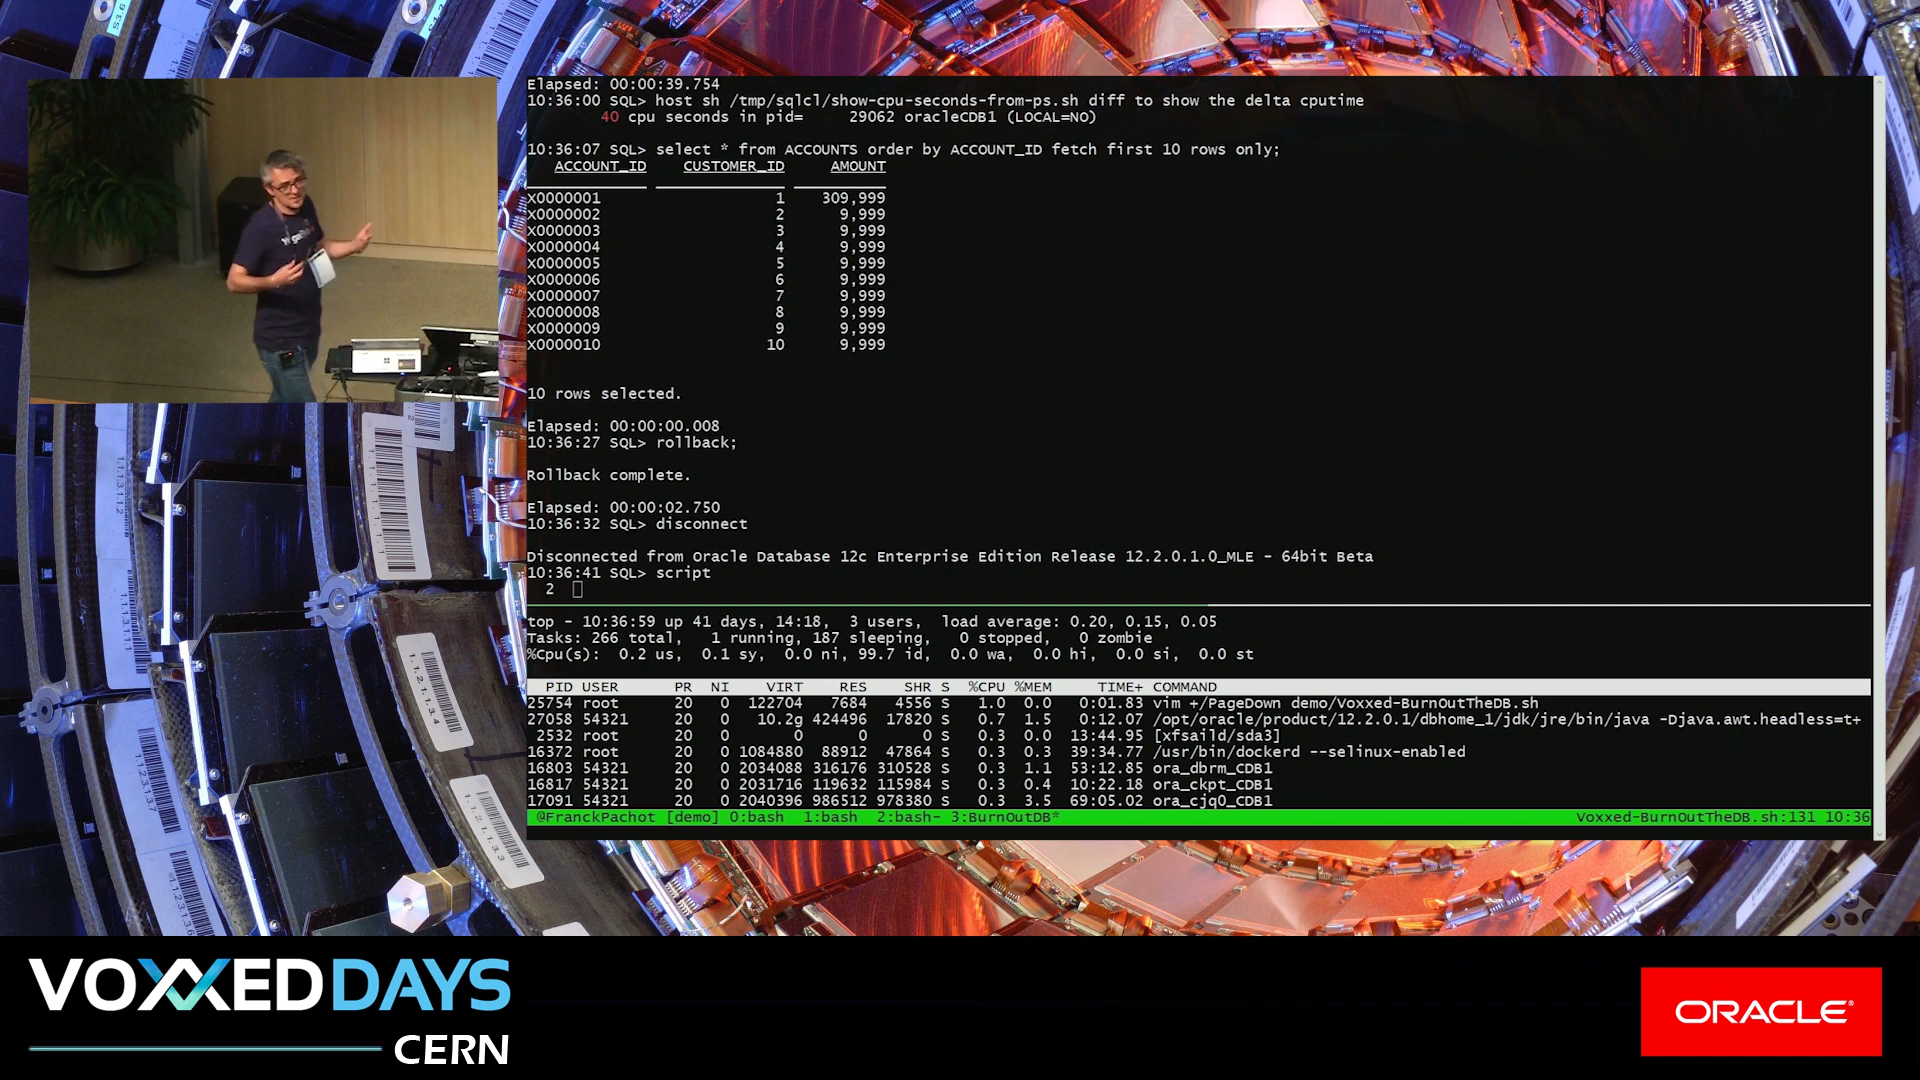 Elapsed: 00:00:39.754
10:36:00 SQL> host sh /tmp/sqlcl/show-cpu-seconds-from-ps.sh diff to show the delta cputime
40 cpu seconds in pid= 29062 oracleCDB1 (LOCAL=NO)
10:36:07 SQL> select * from ACCOUNTS order by ACCOUNT_ID fetch first 10 rows only;
ACCOUNT_ID CUSTOMER_ID AMOUNT
X0000001 1 309,999
X0000002 2 9,999
X0000003 3 9,999
X0000004 4 9,999
X0000005 5 9,999
X0000006 6 9,999
X0000007 7 9,999
X0000008 8 9,999
X0000009 9 9,999
X0000010 10 9,999
10 rows selected.
Elapsed: 00:00:00.008
10:36:27 SQL> rollback;
Rollback complete.
Elapsed: 00:00:02.750
10:36:32 SQL> disconnect
Disconnected from Oracle Database 12c Enterprise Edition Release 12.2.0.1.0_MLE - 64bit Beta
10:36:41 SQL> script
2
top - 10:36:59 up 41 days, 14:18, 3 users, load average: 0.20, 0.15, 0.05
Tasks: 266 total, 1 running, 187 sleeping, 0 stopped, 0 zombie
%Cpu(s): 0.2 us, 0.1 sy, 0.0 ni, 99.7 id, 0.0 wa, 0.0 hi, 0.0 si, 0.0 st
PID USER PR NI VIRT RES SHR S %CPU %MEM TIME+ COMMAND
25754 root 20 0 122704 7684 4556 S 1.0 0.0 0:01.83 vim +/PageDown demo/Voxxed-BurnOutTheDB.sh
27058 54321 20 0 10.2g 424496 17820 S 0.7 1.5 0:12.07 /opt/oracle/product/12.2.0.1/dbhome_1/jdk/jre/bin/java -Djava.awt.headless=t+
2532 root 20 0 0 0 0 S 0.3 0.0 13:44.95 [xfsaild/sda3]
16372 root 20 0 1084880 88912 47864 S 0.3 0.3 39:34.77 /usr/bin/dockerd --selinux-enabled
16803 54321 20 0 2034088 316176 310528 S 0.3 1.1 53:12.85 ora_dbrm_CDB1
16817 54321 20 0 2031716 119632 115984 S 0.3 0.4 10:22.18 ora_ckpt_CDB1
17091 54321 20 0 2040396 986512 978380 S 0.3 3.5 69:05.02 ora_cjq0_CDB1
@FranckPachot [demo] 0:bash 1:bash 2:bash- 3:BurnOutDB* Voxxed-BurnOutTheDB.sh:131 10:36
VOXXEDDAYS
CERN
ORACLE®